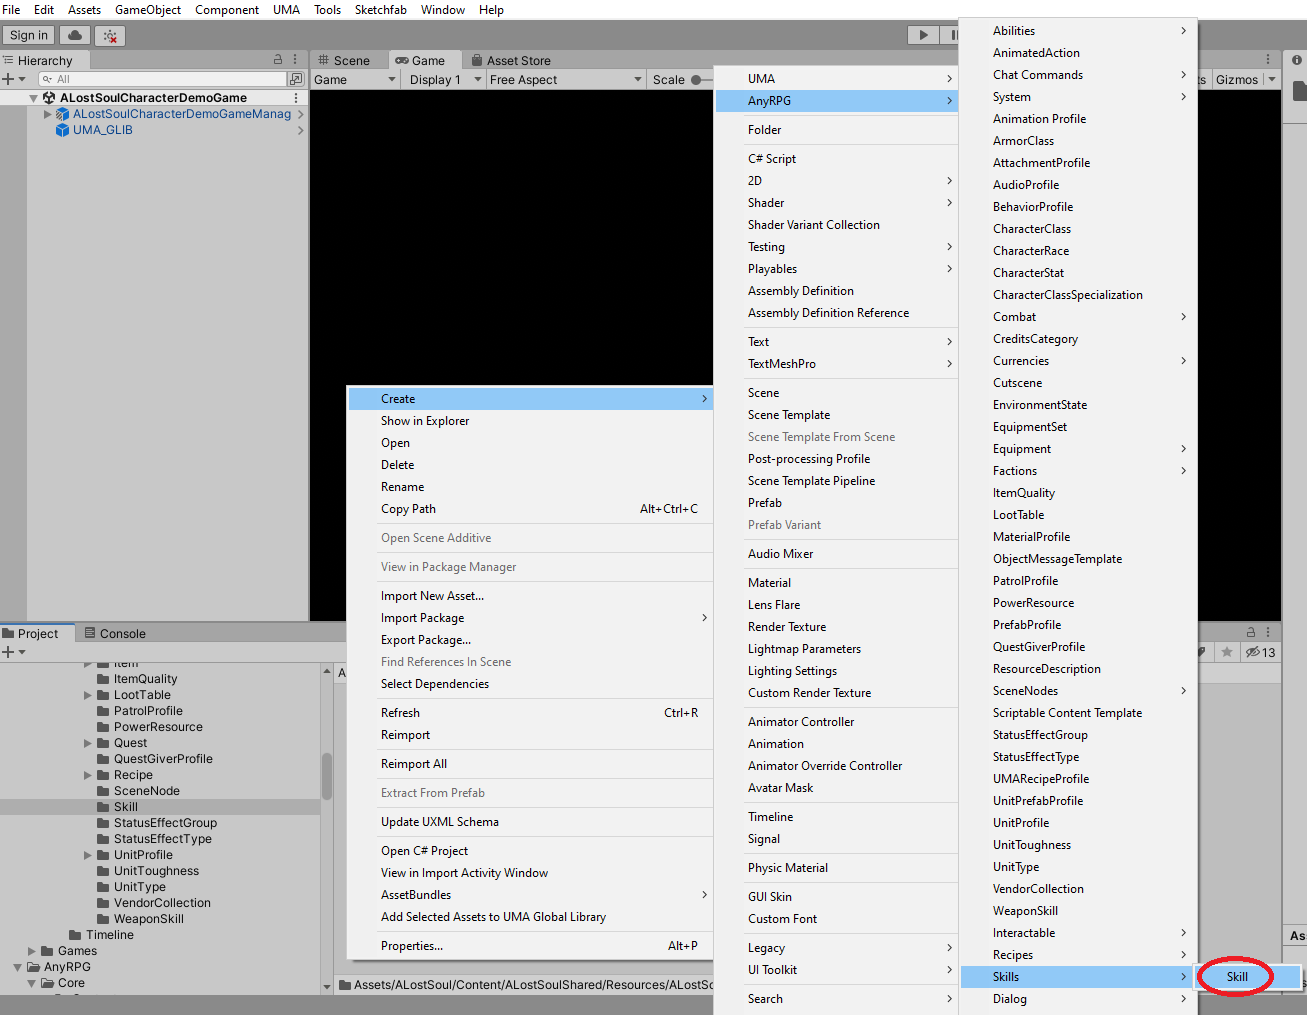 File Edit Assets GameObject Component UMA Tools Sketchfab Window Help
Sign in
Hierarchy
All
ALostSoulCharacterDemoGame
ALostSoulCharacterDemoGameManag
UMA_GLIB
Scene Game Asset Store
Game Display 1 Free Aspect Scale
Gizmos
Project Console
13
Item
ItemQuality
LootTable
PatrolProfile
PowerResource
Quest
QuestGiverProfile
Recipe
SceneNode
Skill
StatusEffectGroup
StatusEffectType
UnitProfile
UnitToughness
UnitType
VendorCollection
WeaponSkill
Timeline
Games
AnyRPG
Core
Assets/ALostSoul/Content/ALostSoulShared/Resources/ALostSo
Create
Show in Explorer
Open
Delete
Rename
Copy Path Alt+Ctrl+C
Open Scene Additive
View in Package Manager
Import New Asset...
Import Package
Export Package...
Find References In Scene
Select Dependencies
Refresh Ctrl+R
Reimport
Reimport All
Extract From Prefab
Update UXML Schema
Open C# Project
View in Import Activity Window
AssetBundles
Add Selected Assets to UMA Global Library
Properties... Alt+P
UMA
AnyRPG
Folder
C# Script
2D
Shader
Shader Variant Collection
Testing
Playables
Assembly Definition
Assembly Definition Reference
Text
TextMeshPro
Scene
Scene Template
Scene Template From Scene
Post-processing Profile
Scene Template Pipeline
Prefab
Prefab Variant
Audio Mixer
Material
Lens Flare
Render Texture
Lightmap Parameters
Lighting Settings
Custom Render Texture
Animator Controller
Animation
Animator Override Controller
Avatar Mask
Timeline
Signal
Physic Material
GUI Skin
Custom Font
Legacy
UI Toolkit
Search
Abilities
AnimatedAction
Chat Commands
System
Animation Profile
ArmorClass
AttachmentProfile
AudioProfile
BehaviorProfile
CharacterClass
CharacterRace
CharacterStat
CharacterClassSpecialization
Combat
CreditsCategory
Currencies
Cutscene
EnvironmentState
EquipmentSet
Equipment
Factions
ItemQuality
LootTable
MaterialProfile
ObjectMessageTemplate
PatrolProfile
PowerResource
PrefabProfile
QuestGiverProfile
ResourceDescription
SceneNodes
Scriptable Content Template
StatusEffectGroup
StatusEffectType
UMARecipeProfile
UnitPrefabProfile
UnitProfile
UnitToughness
UnitType
VendorCollection
WeaponSkill
Interactable
Recipes
Skills
Dialog
Skill